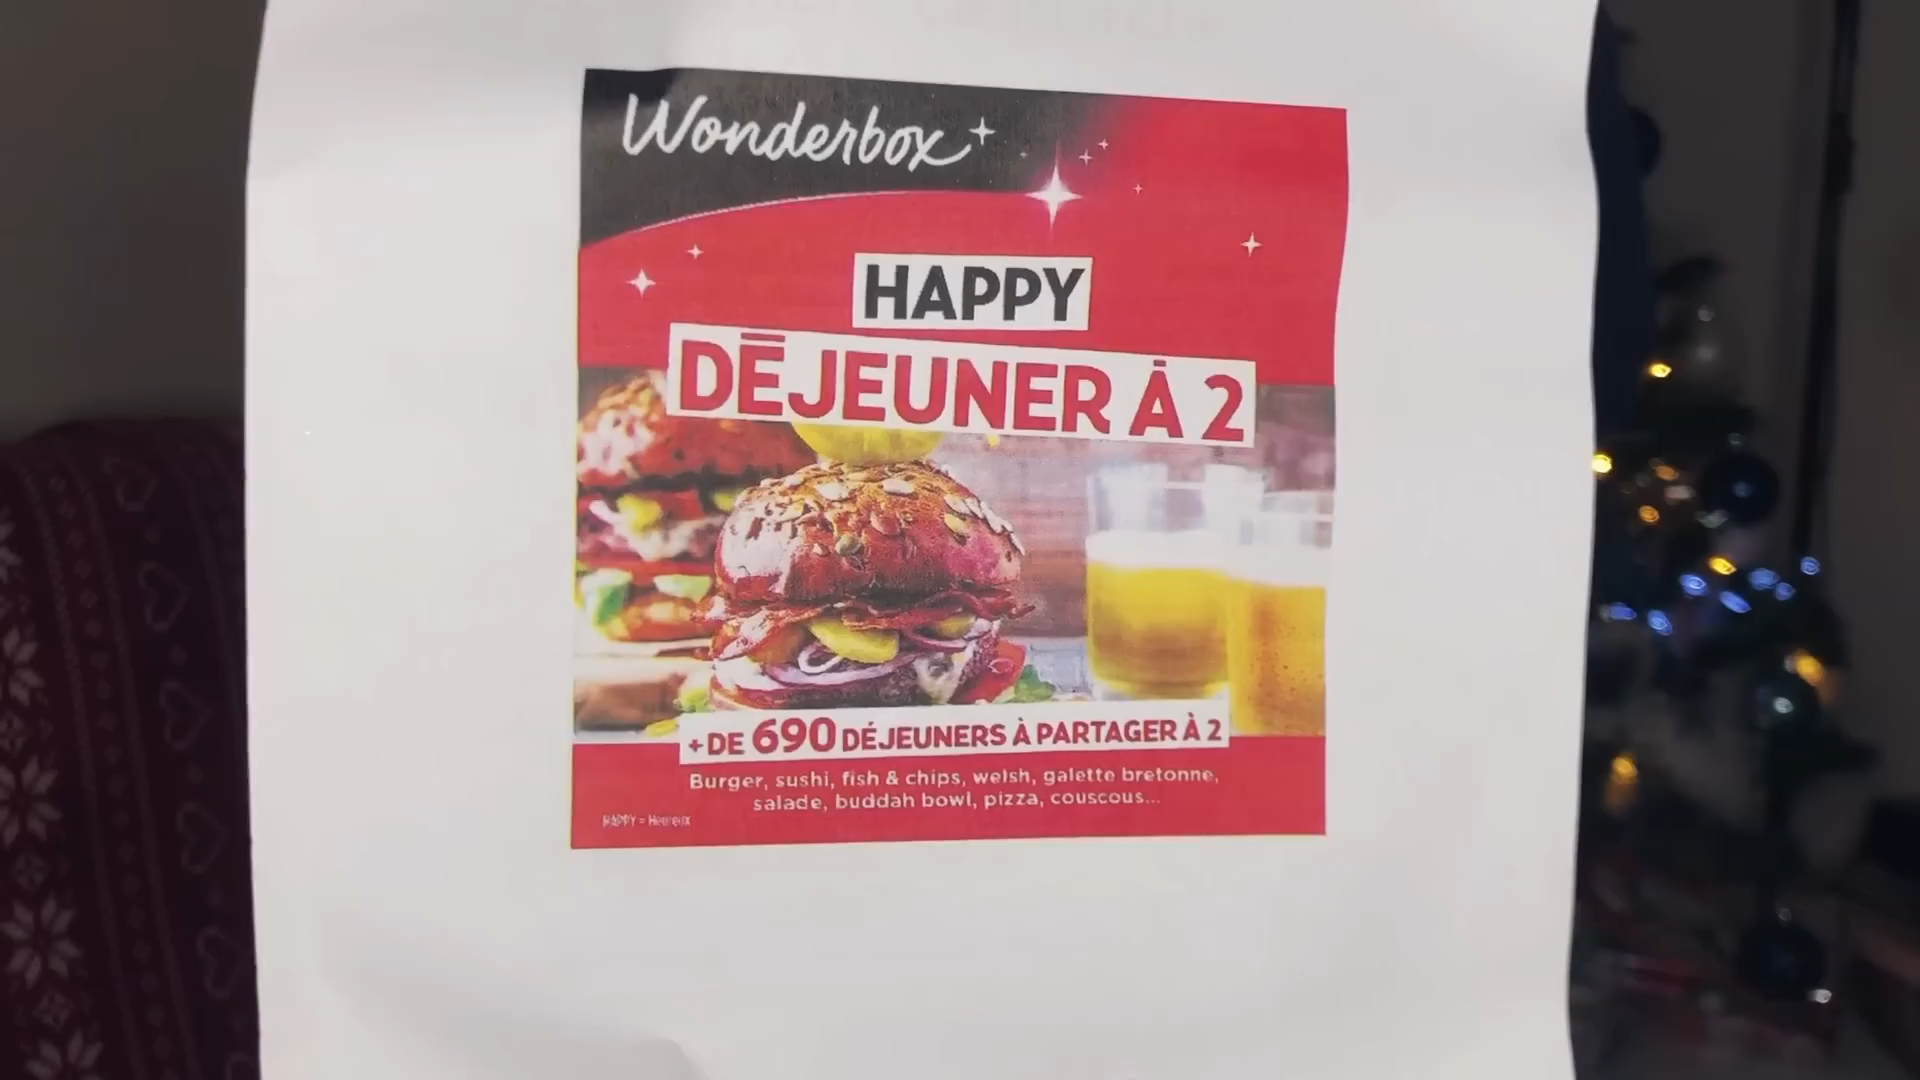 Wonderbox
HAPPY
DÉJEUNER À 2
+ DE 690 DÉJEUNERS À PARTAGER À 2
Burger, sushi, fish & chips, welsh, galette bretonne,
salade, buddah bowl, pizza, couscous...
HAPPY = Heureux